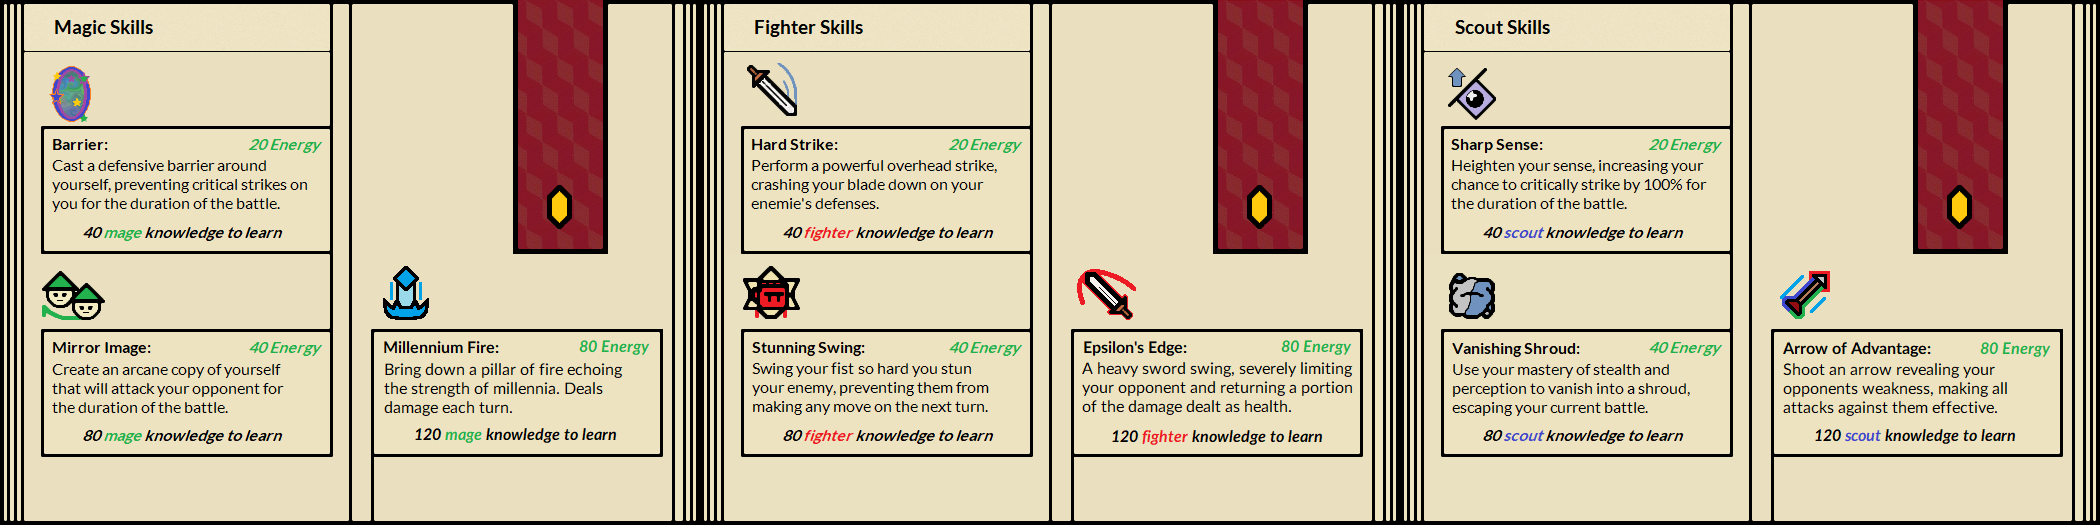 Magic Skills
Barrier:
20 Energy
Cast a defensive barrier around
yourself, preventing critical strikes on
you for the duration of the battle.
40 mage knowledge to learn
Mirror Image:
40 Energy
Create an arcane copy of yourself
that will attack your opponent for
the duration of the battle.
80 mage knowledge to learn
Millennium Fire:
80 Energy
Bring down a pillar of fire echoing
the strength of millennia. Deals
damage each turn.
120 mage knowledge to learn
Fighter Skills
Hard Strike:
20 Energy
Perform a powerful overhead strike,
crashing your blade down on your
enemie's defenses.
40 fighter knowledge to learn
Stunning Swing:
40 Energy
Swing your fist so hard you stun
your enemy, preventing them from
making any move on the next turn.
80 fighter knowledge to learn
Epsilon's Edge:
80 Energy
A heavy sword swing, severely limiting
your opponent and returning a portion
of the damage dealt as health.
120 fighter knowledge to learn
Scout Skills
Sharp Sense:
20 Energy
Heighten your sense, increasing your
chance to critically strike by 100% for
the duration of the battle.
40 scout knowledge to learn
Vanishing Shroud:
40 Energy
Use your mastery of stealth and
perception to vanish into a shroud,
escaping your current battle.
80 scout knowledge to learn
Arrow of Advantage:
80 Energy
Shoot an arrow revealing your
opponents weakness, making all
attacks against them effective.
120 scout knowledge to learn